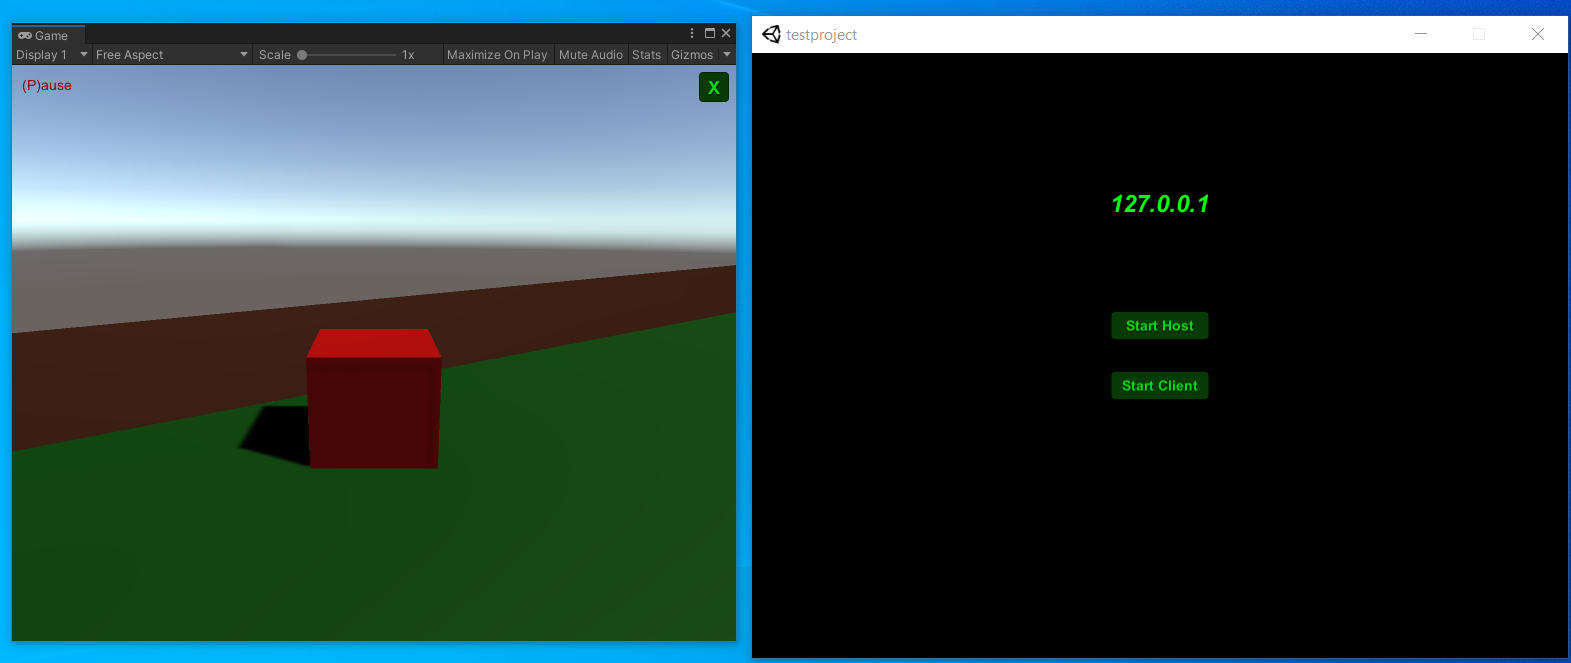 Game
Display 1 Free Aspect Scale 1x Maximize On Play Mute Audio Stats Gizmos
(P)ause
X
testproject
127.0.0.1
Start Host
Start Client